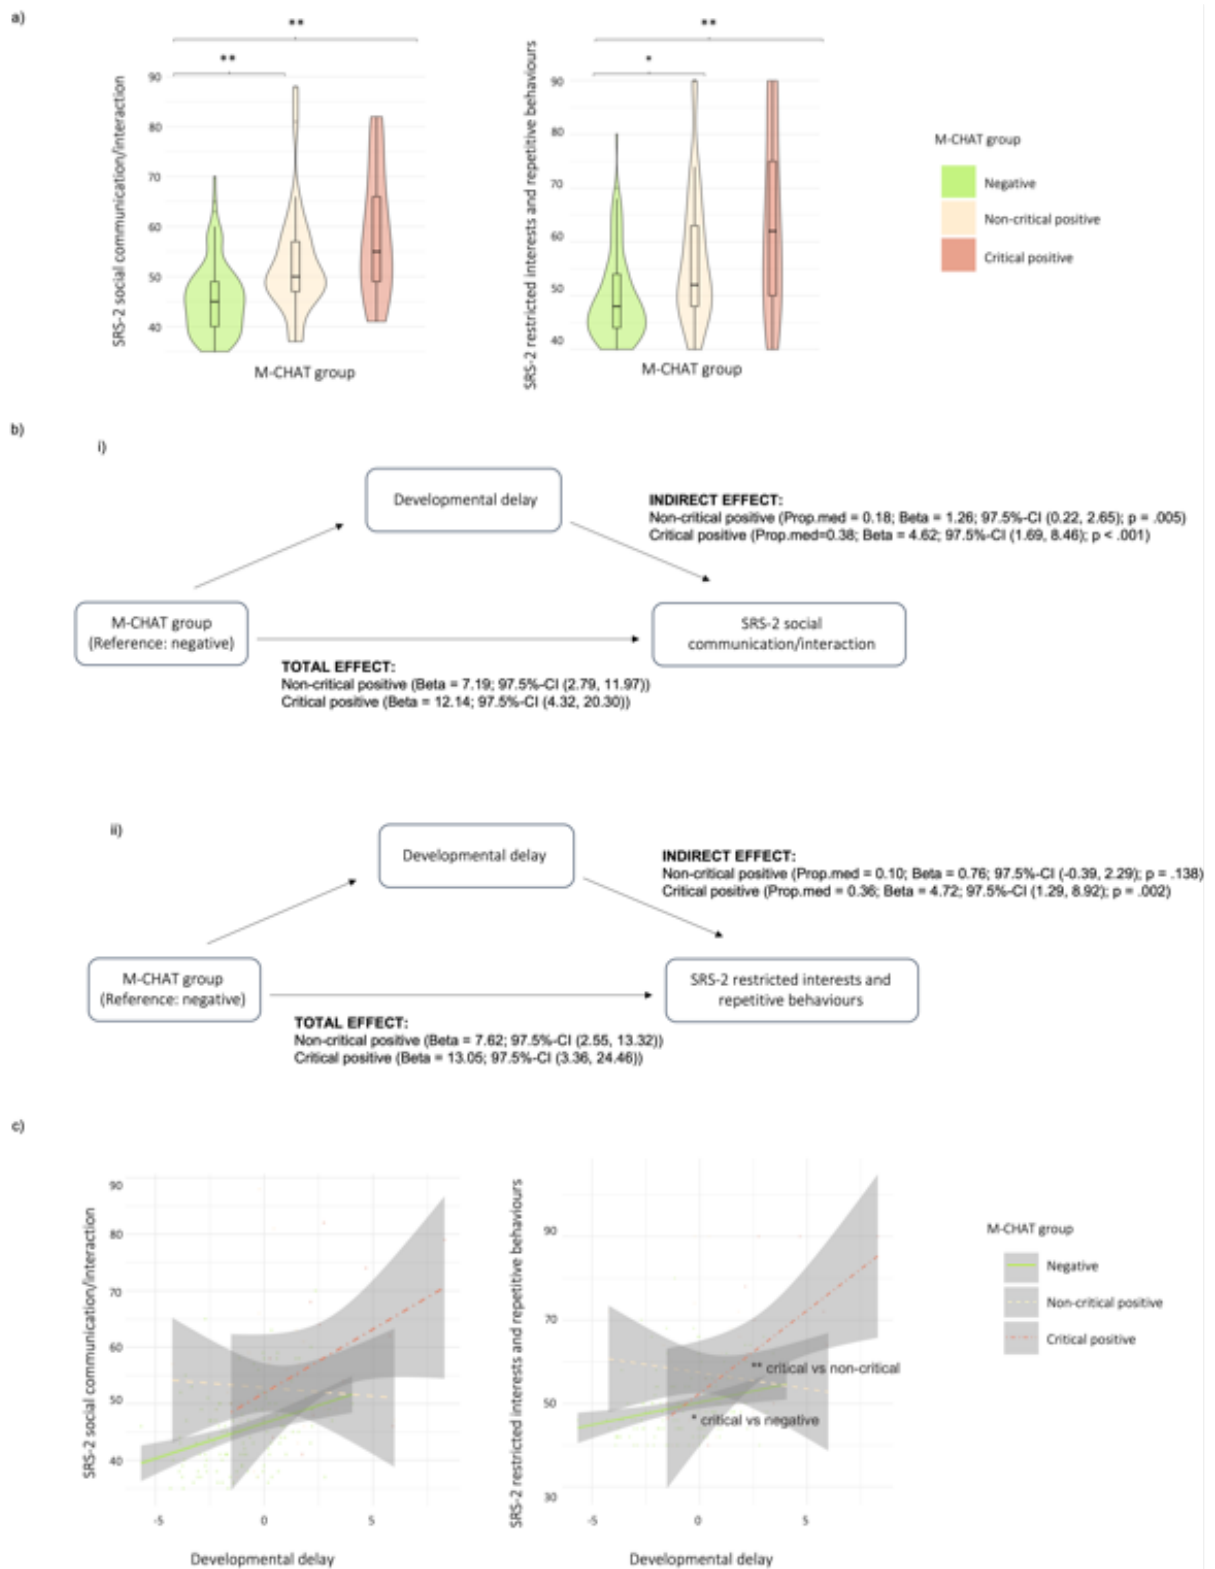 a)
**
**
SRS-2 social communication/interaction
90
80
70
60
50
40
M-CHAT group
**
*
SRS-2 restricted interests and repetitive behaviours
90
80
70
60
50
40
M-CHAT group
M-CHAT group
Negative
Non-critical positive
Critical positive
b)
i)
Developmental delay
INDIRECT EFFECT:
Non-critical positive (Prop.med = 0.18; Beta = 1.26; 97.5%-CI (0.22, 2.65); p = .005)
Critical positive (Prop.med=0.38; Beta = 4.62; 97.5%-CI (1.69, 8.46); p < .001)
M-CHAT group
(Reference: negative)
SRS-2 social
communication/interaction
TOTAL EFFECT:
Non-critical positive (Beta = 7.19; 97.5%-CI (2.79, 11.97))
Critical positive (Beta = 12.14; 97.5%-CI (4.32, 20.30))
ii)
Developmental delay
INDIRECT EFFECT:
Non-critical positive (Prop.med = 0.10; Beta = 0.76; 97.5%-CI (-0.39, 2.29); p = .138)
Critical positive (Prop.med = 0.36; Beta = 4.72; 97.5%-CI (1.29, 8.92); p = .002)
M-CHAT group
(Reference: negative)
SRS-2 restricted interests and
repetitive behaviours
TOTAL EFFECT:
Non-critical positive (Beta = 7.62; 97.5%-CI (2.55, 13.32))
Critical positive (Beta = 13.05; 97.5%-CI (3.36, 24.46))
c)
SRS-2 social communication/interaction
90
80
70
60
50
40
-5
0
5
Developmental delay
SRS-2 restricted interests and repetitive behaviours
90
70
50
30
** critical vs non-critical
* critical vs negative
-5
0
5
Developmental delay
M-CHAT group
Negative
Non-critical positive
Critical positive